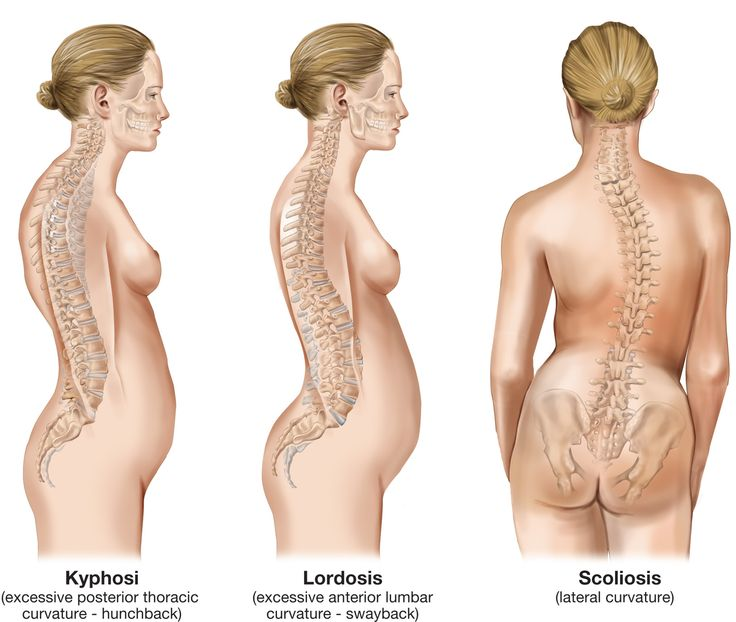 Kyphosi
(excessive posterior thoracic
curvature - hunchback)
Lordosis
(excessive anterior lumbar
curvature - swayback)
Scoliosis
(lateral curvature)